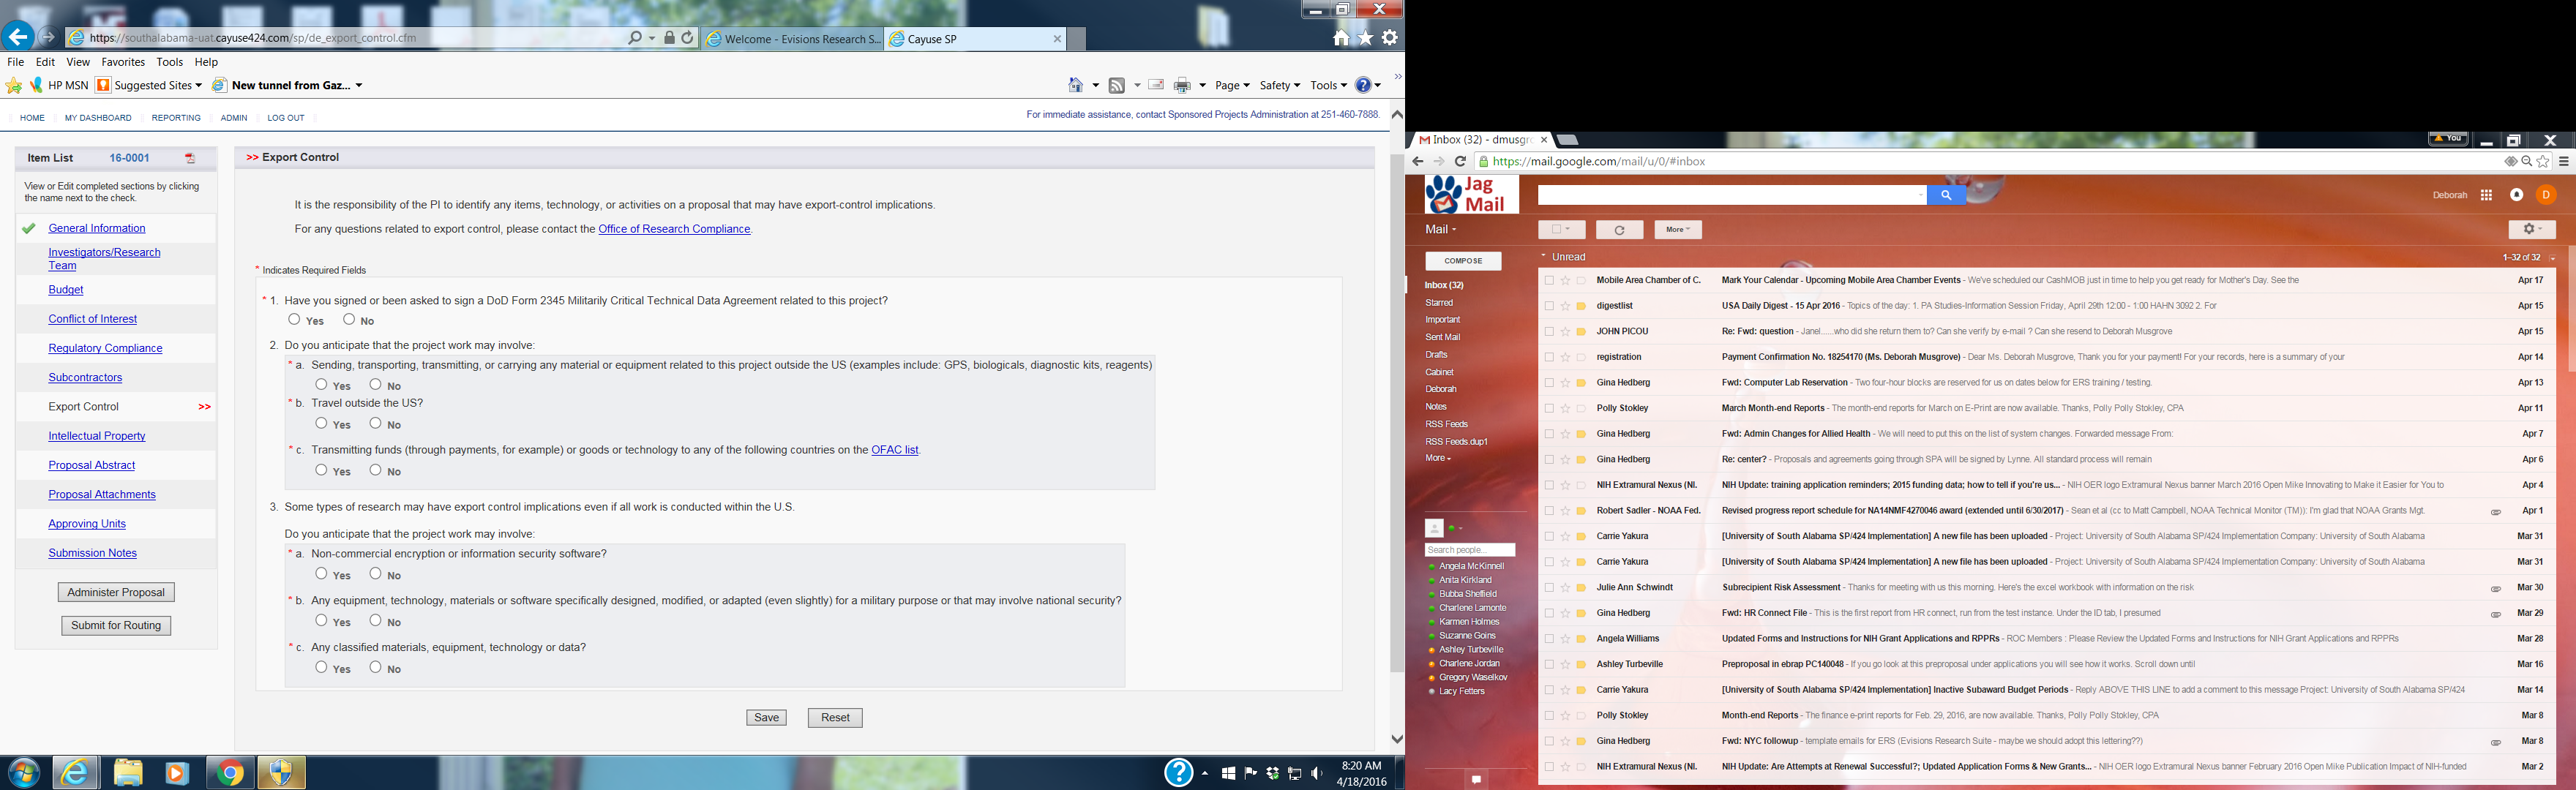 https://southalabama-uat.cayuse424.com/sp/de_export_control.cfm
Welcome - Evisions Research S...
Cayuse SP
File Edit View Favorites Tools Help
HP MSN Suggested Sites New tunnel from Gaz...
Page Safety Tools
HOME MY DASHBOARD REPORTING ADMIN LOG OUT
For immediate assistance, contact Sponsored Projects Administration at 251-460-7888.
Item List 16-0001
View or Edit completed sections by clicking
the name next to the check.
General Information
Investigators/Research
Team
Budget
Conflict of Interest
Regulatory Compliance
Subcontractors
Export Control >>
Intellectual Property
Proposal Abstract
Proposal Attachments
Approving Units
Submission Notes
Administer Proposal
Submit for Routing
>> Export Control
It is the responsibility of the PI to identify any items, technology, or activities on a proposal that may have export-control implications.
For any questions related to export control, please contact the Office of Research Compliance.
* Indicates Required Fields
* 1. Have you signed or been asked to sign a DoD Form 2345 Militarily Critical Technical Data Agreement related to this project?
Yes No
2. Do you anticipate that the project work may involve:
* a. Sending, transporting, transmitting, or carrying any material or equipment related to this project outside the US (examples include: GPS, biologicals, diagnostic kits, reagents)
Yes No
* b. Travel outside the US?
Yes No
* c. Transmitting funds (through payments, for example) or goods or technology to any of the following countries on the OFAC list.
Yes No
3. Some types of research may have export control implications even if all work is conducted within the U.S.
Do you anticipate that the project work may involve:
* a. Non-commercial encryption or information security software?
Yes No
* b. Any equipment, technology, materials or software specifically designed, modified, or adapted (even slightly) for a military purpose or that may involve national security?
Yes No
* c. Any classified materials, equipment, technology or data?
Yes No
Save Reset
8:20 AM
4/18/2016
Inbox (32) - dmusgr
You
https://mail.google.com/mail/u/0/#inbox
Jag
Mail
Deborah
D
Mail
More
COMPOSE
Inbox (32)
Starred
Important
Sent Mail
Drafts
Cabinet
Deborah
Notes
RSS Feeds
RSS Feeds.dup1
More
Search people...
Angela McKinnell
Anita Kirkland
Bubba Sheffield
Charlene Lamonte
Karmen Holmes
Suzanne Goins
Ashley Turbeville
Charlene Jordan
Gregory Waselkov
Lacy Fetters
Unread
1–32 of 32
Mobile Area Chamber of C. Mark Your Calendar - Upcoming Mobile Area Chamber Events - We've scheduled our CashMOB just in time to help you get ready for Mother's Day. See the Apr 17
digestlist USA Daily Digest - 15 Apr 2016 - Topics of the day: 1. PA Studies-Information Session Friday, April 29th 12:00 - 1:00 HAHN 3092 2. For Apr 15
JOHN PICOU Re: Fwd: question - Janel......who did she return them to? Can she verify by e-mail ? Can she resend to Deborah Musgrove Apr 15
registration Payment Confirmation No. 18254170 (Ms. Deborah Musgrove) - Dear Ms. Deborah Musgrove, Thank you for your payment! For your records, here is a summary of your Apr 14
Gina Hedberg Fwd: Computer Lab Reservation - Two four-hour blocks are reserved for us on dates below for ERS training / testing. Apr 13
Polly Stokley March Month-end Reports - The month-end reports for March on E-Print are now available. Thanks, Polly Polly Stokley, CPA Apr 11
Gina Hedberg Fwd: Admin Changes for Allied Health - We will need to put this on the list of system changes. Forwarded message From: Apr 7
Gina Hedberg Re: center? - Proposals and agreements going through SPA will be signed by Lynne. All standard process will remain Apr 6
NIH Extramural Nexus (NI. NIH Update: training application reminders; 2015 funding data; how to tell if you're us... - NIH OER logo Extramural Nexus banner March 2016 Open Mike Innovating to Make it Easier for You to Apr 4
Robert Sadler - NOAA Fed. Revised progress report schedule for NA14NMF4270046 award (extended until 6/30/2017) - Sean et al (cc to Matt Campbell, NOAA Technical Monitor (TM)): I'm glad that NOAA Grants Mgt. Apr 1
Carrie Yakura [University of South Alabama SP/424 Implementation] A new file has been uploaded - Project: University of South Alabama SP/424 Implementation Company: University of South Alabama Mar 31
Carrie Yakura [University of South Alabama SP/424 Implementation] A new file has been uploaded - Project: University of South Alabama SP/424 Implementation Company: University of South Alabama Mar 31
Julie Ann Schwindt Subrecipient Risk Assessment - Thanks for meeting with us this morning. Here's the excel workbook with information on the risk Mar 30
Gina Hedberg Fwd: HR Connect File - This is the first report from HR connect, run from the test instance. Under the ID tab, I presumed Mar 29
Angela Williams Updated Forms and Instructions for NIH Grant Applications and RPPRs - ROC Members : Please Review the Updated Forms and Instructions for NIH Grant Applications and RPPRs Mar 28
Ashley Turbeville Preproposal in ebrap PC140048 - If you go look at this preproposal under applications you will see how it works. Scroll down until Mar 16
Carrie Yakura [University of South Alabama SP/424 Implementation] Inactive Subaward Budget Periods - Reply ABOVE THIS LINE to add a comment to this message Project: University of South Alabama SP/424 Mar 14
Polly Stokley Month-end Reports - The finance e-print reports for Feb. 29, 2016, are now available. Thanks, Polly Polly Stokley, CPA Mar 8
Gina Hedberg Fwd: NYC followup - template emails for ERS (Evisions Research Suite - maybe we should adopt this lettering??) Mar 8
NIH Extramural Nexus (NI. NIH Update: Are Attempts at Renewal Successful?; Updated Application Forms & New Grants... - NIH OER logo Extramural Nexus banner February 2016 Open Mike Publication Impact of NIH-funded Mar 2